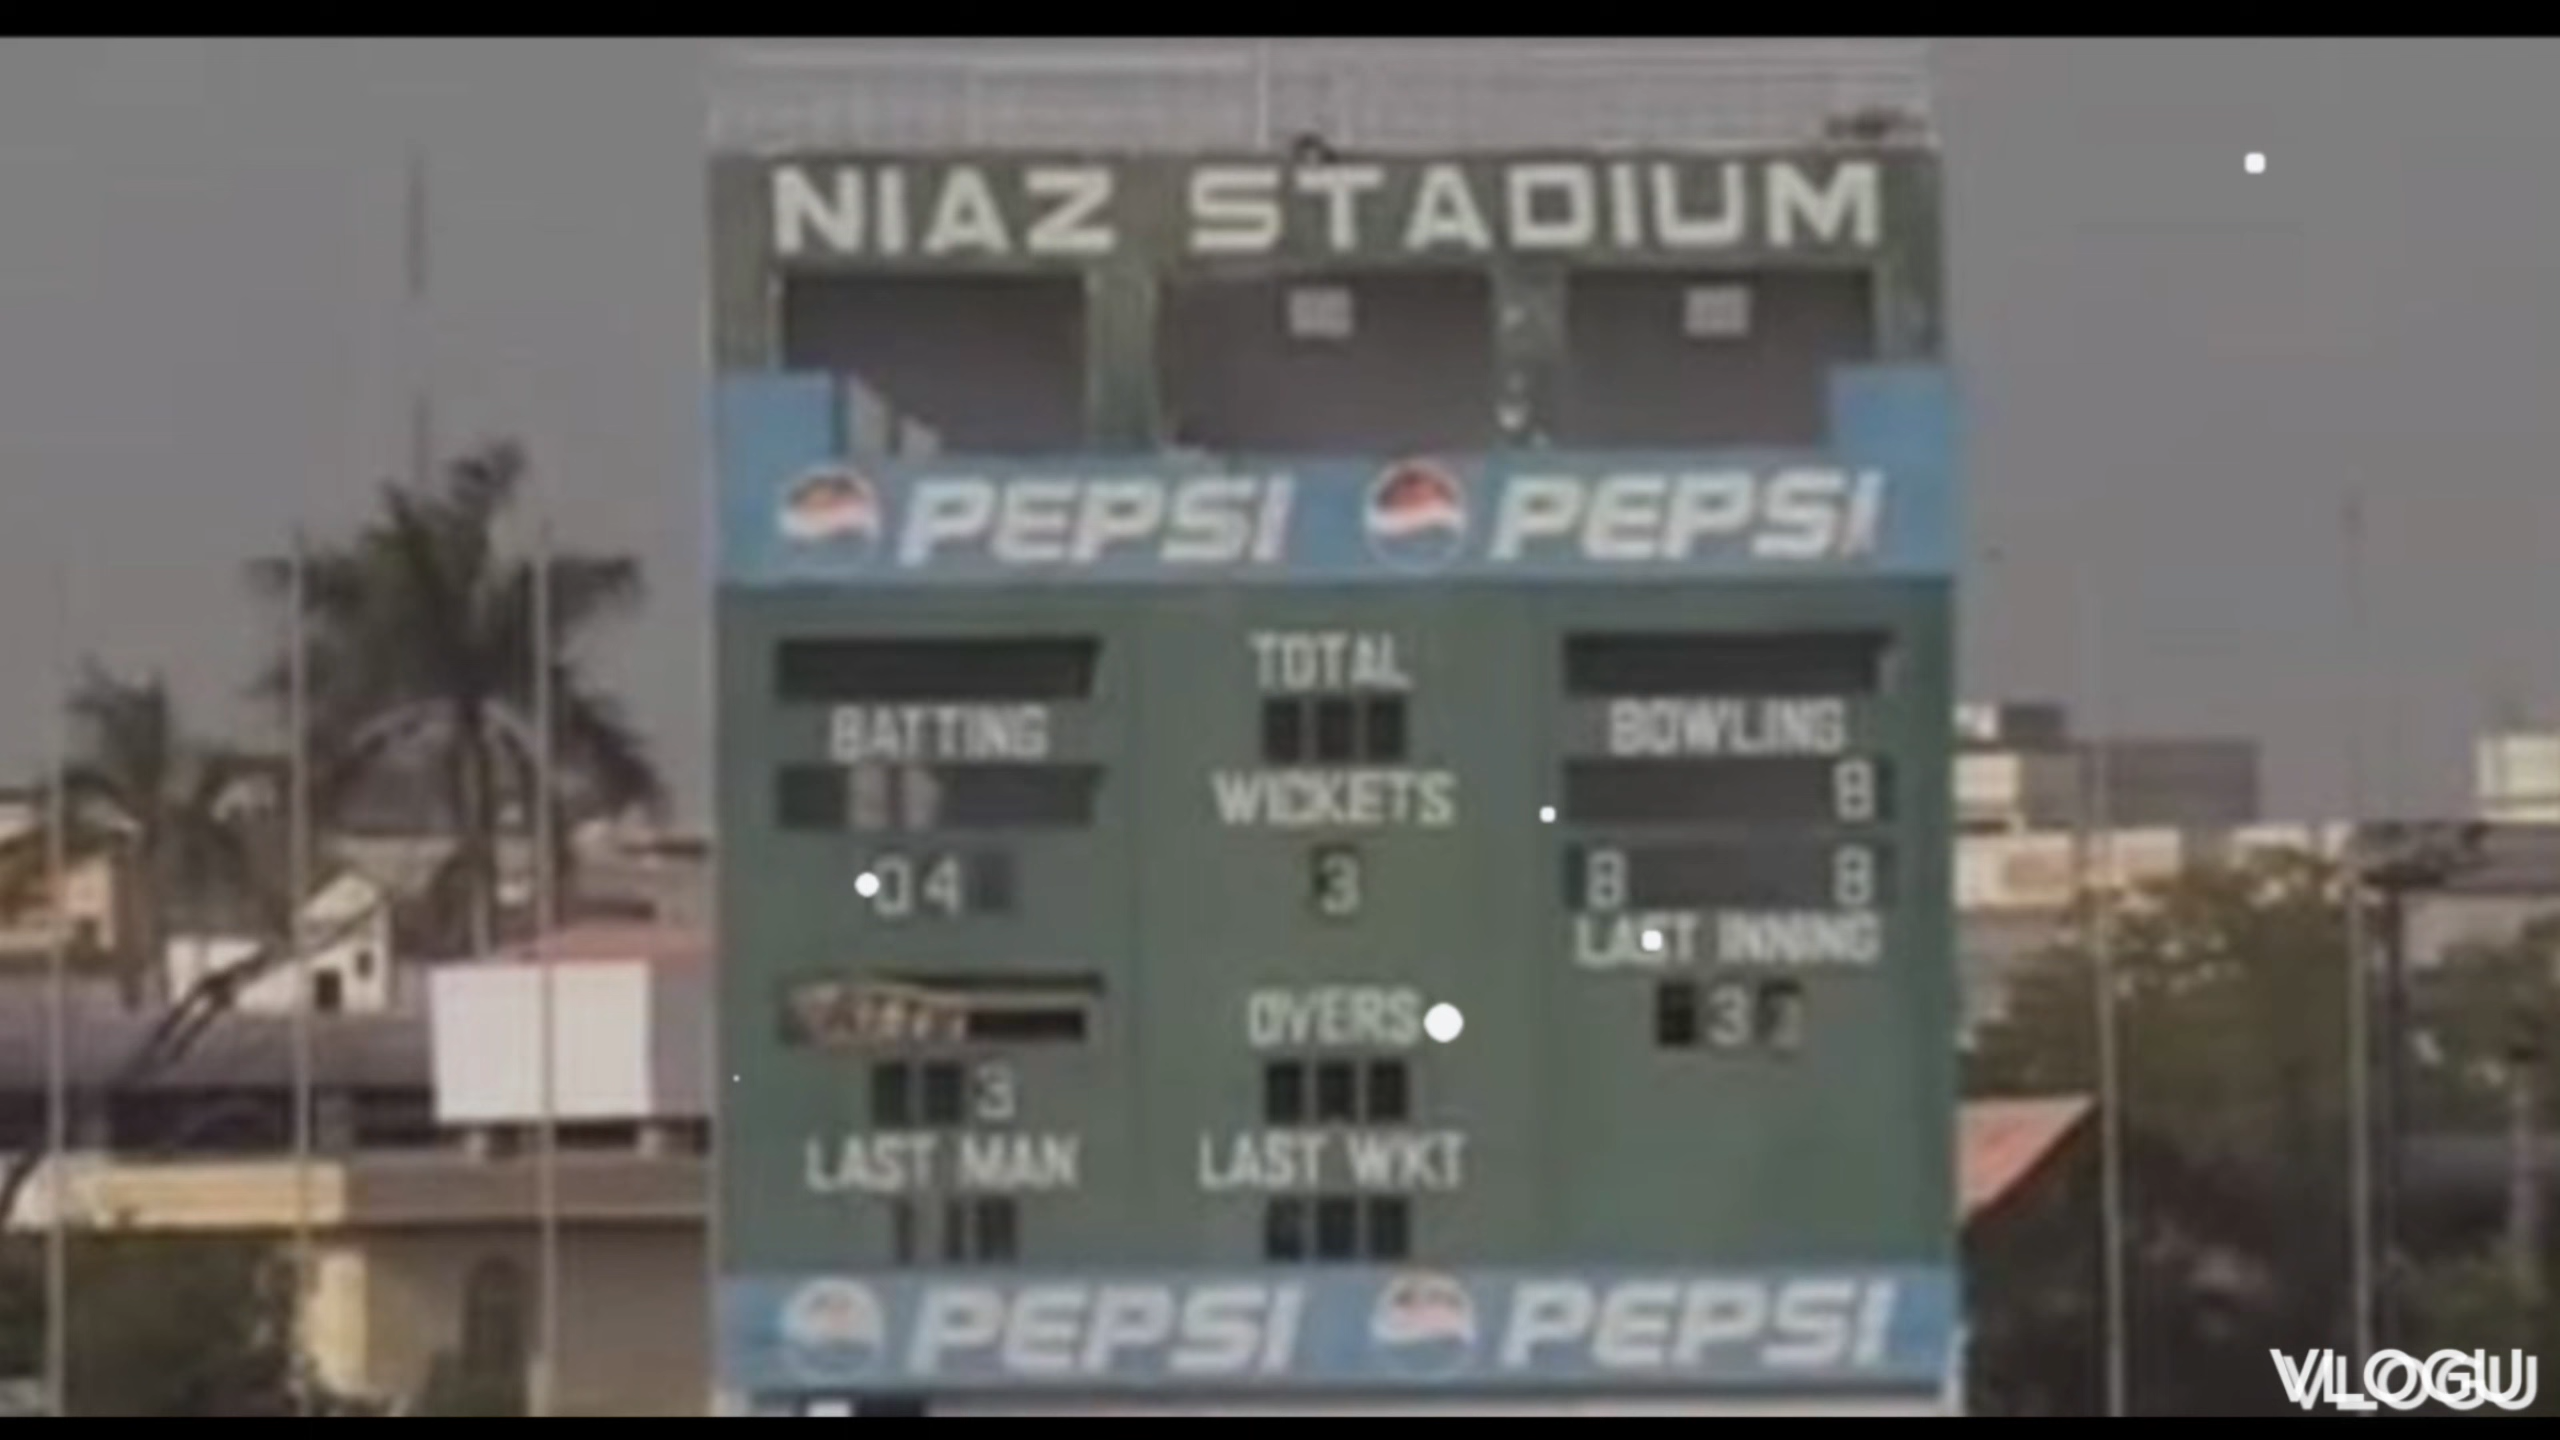 NIAZ STADIUM
PEPSI PEPSI
TOTAL
BATTING
BOWLING
8
WICKETS
04
3
8 8
LAST INNING
3
OVERS
3
LAST MAN
LAST WKT
PEPSI PEPSI
VLOGU